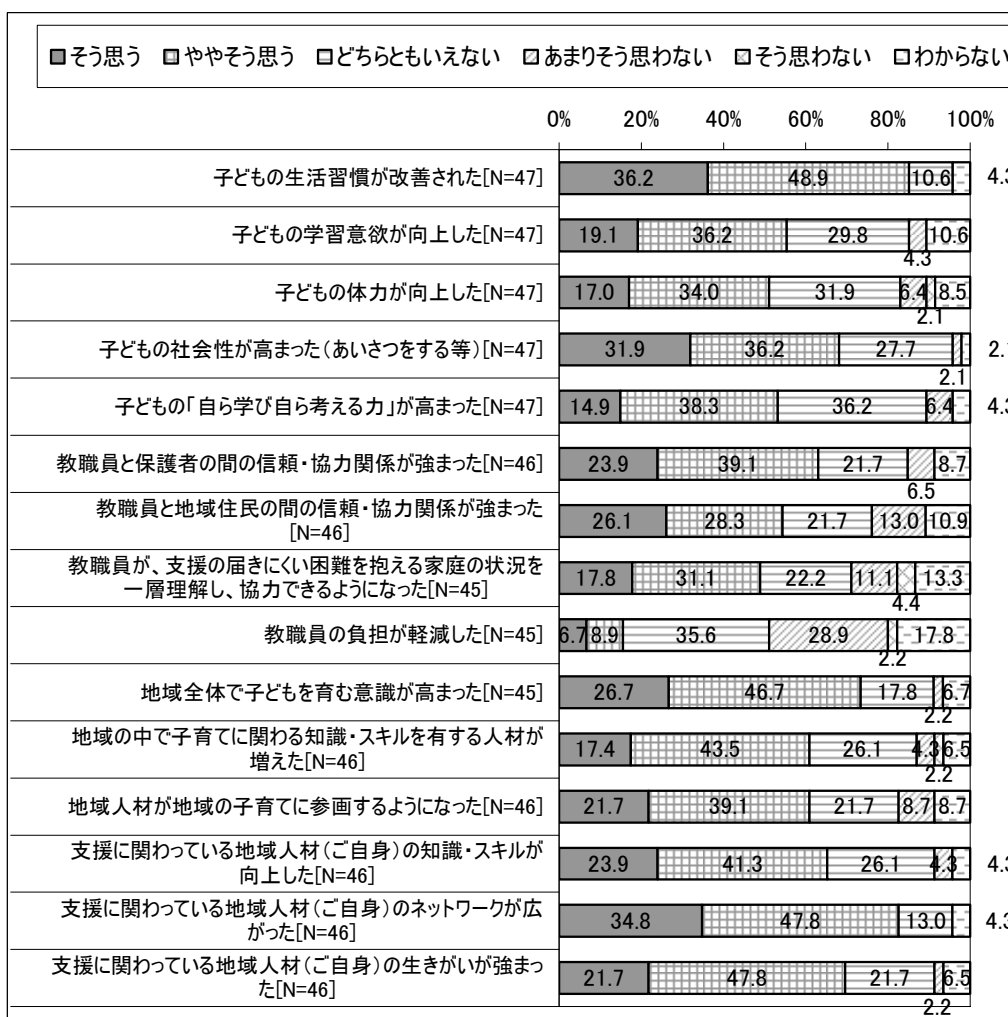 そう思う ややそう思う どちらともいえない あまりそう思わない そう思わない わからない
0% 20% 40% 60% 80% 100%
子どもの生活習慣が改善された[N=47] 36.2 48.9 10.6 4.3
子どもの学習意欲が向上した[N=47] 19.1 36.2 29.8 4.3 10.6
子どもの体力が向上した[N=47] 17.0 34.0 31.9 6.4 2.1 8.5
子どもの社会性が高まった(あいさつをする等)[N=47] 31.9 36.2 27.7 2.1 2.
子どもの「自ら学び自ら考える力」が高まった[N=47] 14.9 38.3 36.2 6.4 4.3
教職員と保護者の間の信頼・協力関係が強まった[N=46] 23.9 39.1 21.7 6.5 8.7
教職員と地域住民の間の信頼・協力関係が強まった
[N=46] 26.1 28.3 21.7 13.0 10.9
教職員が、支援の届きにくい困難を抱える家庭の状況を
一層理解し、協力できるようになった[N=45] 17.8 31.1 22.2 11.1 4.4 13.3
教職員の負担が軽減した[N=45] 6.7 8.9 35.6 28.9 2.2 17.8
地域全体で子どもを育む意識が高まった[N=45] 26.7 46.7 17.8 2.2 6.7
地域の中で子育てに関わる知識・スキルを有する人材が
増えた[N=46] 17.4 43.5 26.1 4.3 2.2 6.5
地域人材が地域の子育てに参画するようになった[N=46] 21.7 39.1 21.7 8.7 8.7
支援に関わっている地域人材(ご自身)の知識・スキルが
向上した[N=46] 23.9 41.3 26.1 4.3 4.3
支援に関わっている地域人材(ご自身)のネットワークが広
がった[N=46] 34.8 47.8 13.0 4.3
支援に関わっている地域人材(ご自身)の生きがいが強まっ
た[N=46] 21.7 47.8 21.7 2.2 6.5